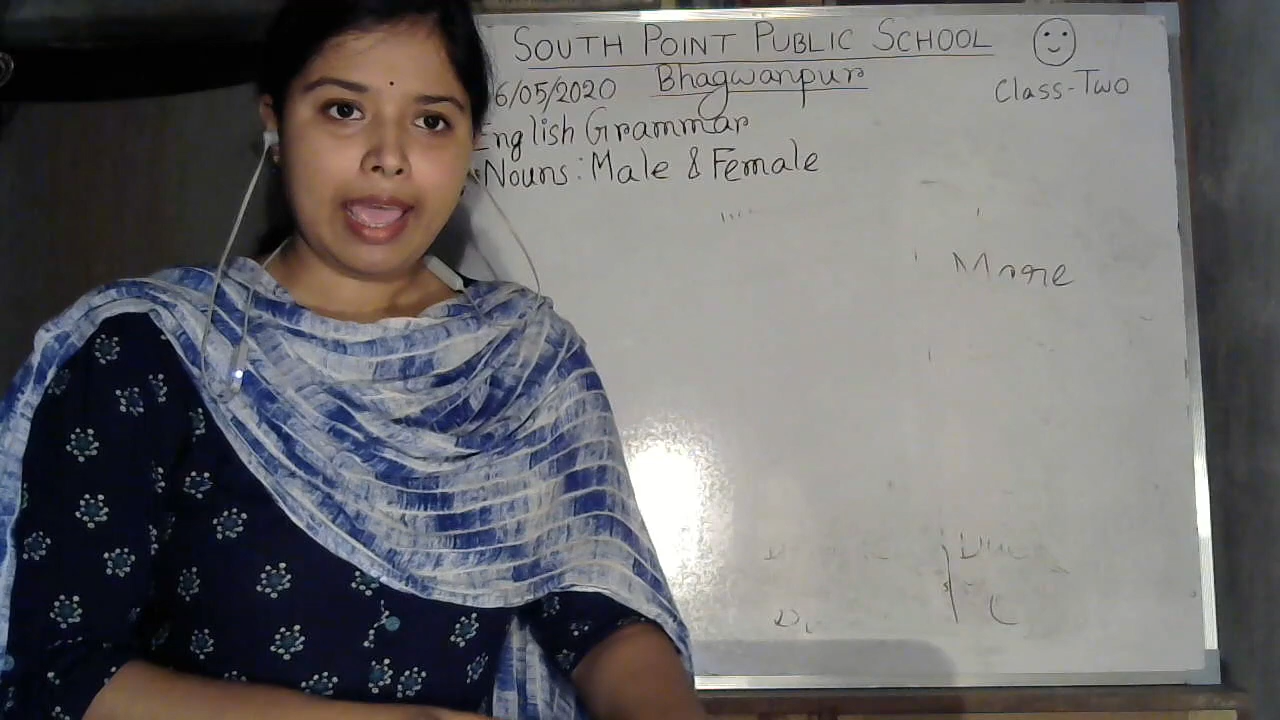 SOUTH POINT PUBLIC SCHOOL
6/05/2020 Bhagwanpur Class-Two
English Grammar
Nouns: Male & Female